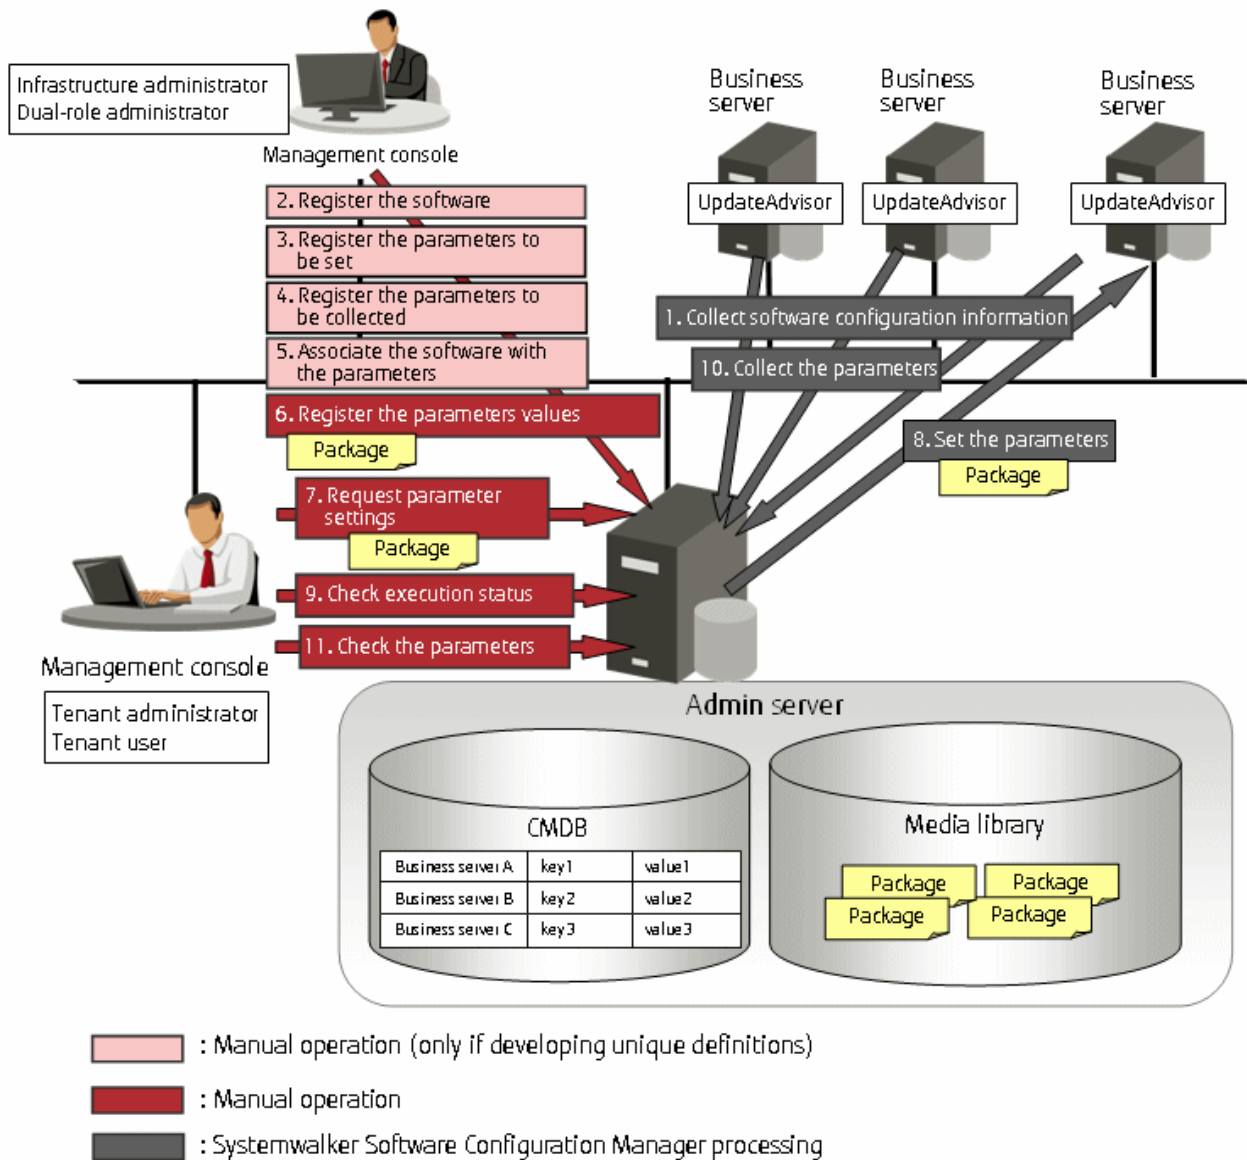 Infrastructure administrator
Dual-role administrator
Management console
Business
server
Business
server
Business
server
UpdateAdvisor
UpdateAdvisor
UpdateAdvisor
2. Register the software
3. Register the parameters to
be set
4. Register the parameters to
be collected
5. Associate the software with
the parameters
6. Register the parameters values
Package
1. Collect software configuration information
10. Collect the parameters
8. Set the parameters
Package
7. Request parameter
settings
Package
9. Check execution status
11. Check the parameters
Management console
Tenant administrator
Tenant user
Admin server
CMDB
Business server A key1 value1
Business server B key2 value2
Business server C key3 value3
Media library
Package
Package
Package
Package
: Manual operation (only if developing unique definitions)
: Manual operation
: Systemwalker Software Configuration Manager processing